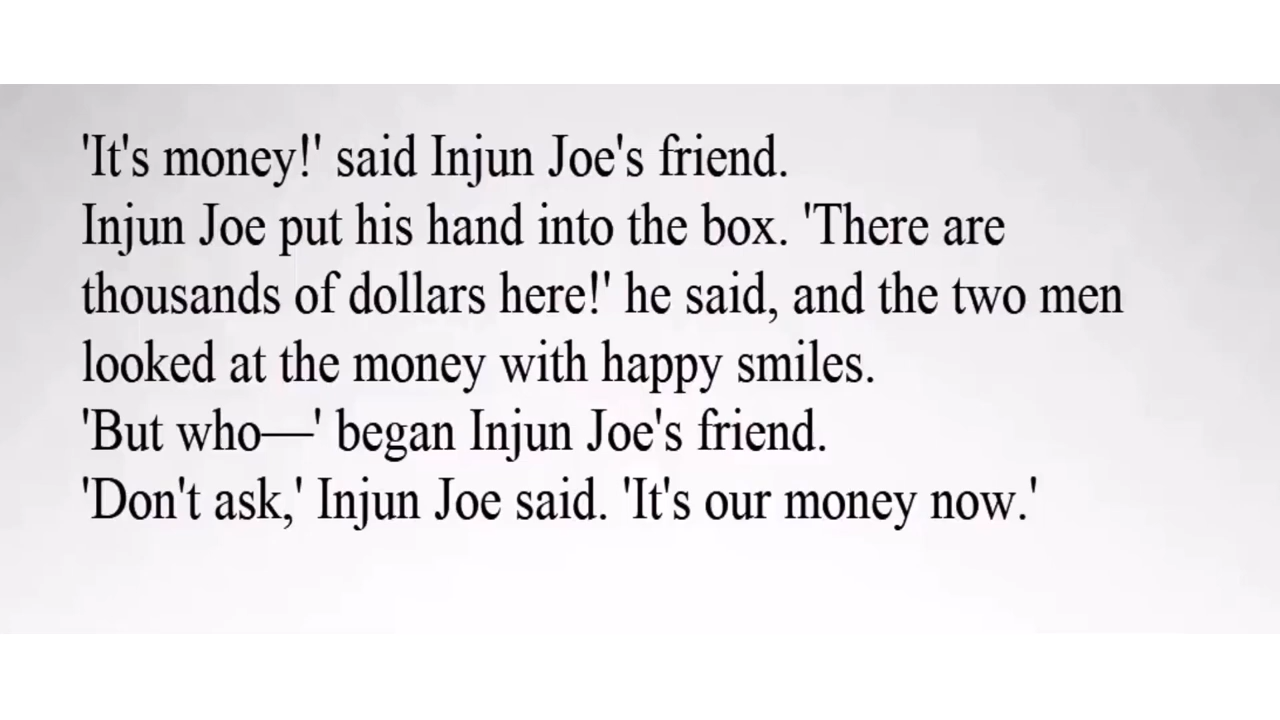 'It's money!' said Injun Joe's friend.
Injun Joe put his hand into the box. 'There are
thousands of dollars here!' he said, and the two men
looked at the money with happy smiles.
'But who—' began Injun Joe's friend.
'Don't ask,' Injun Joe said. 'It's our money now.'